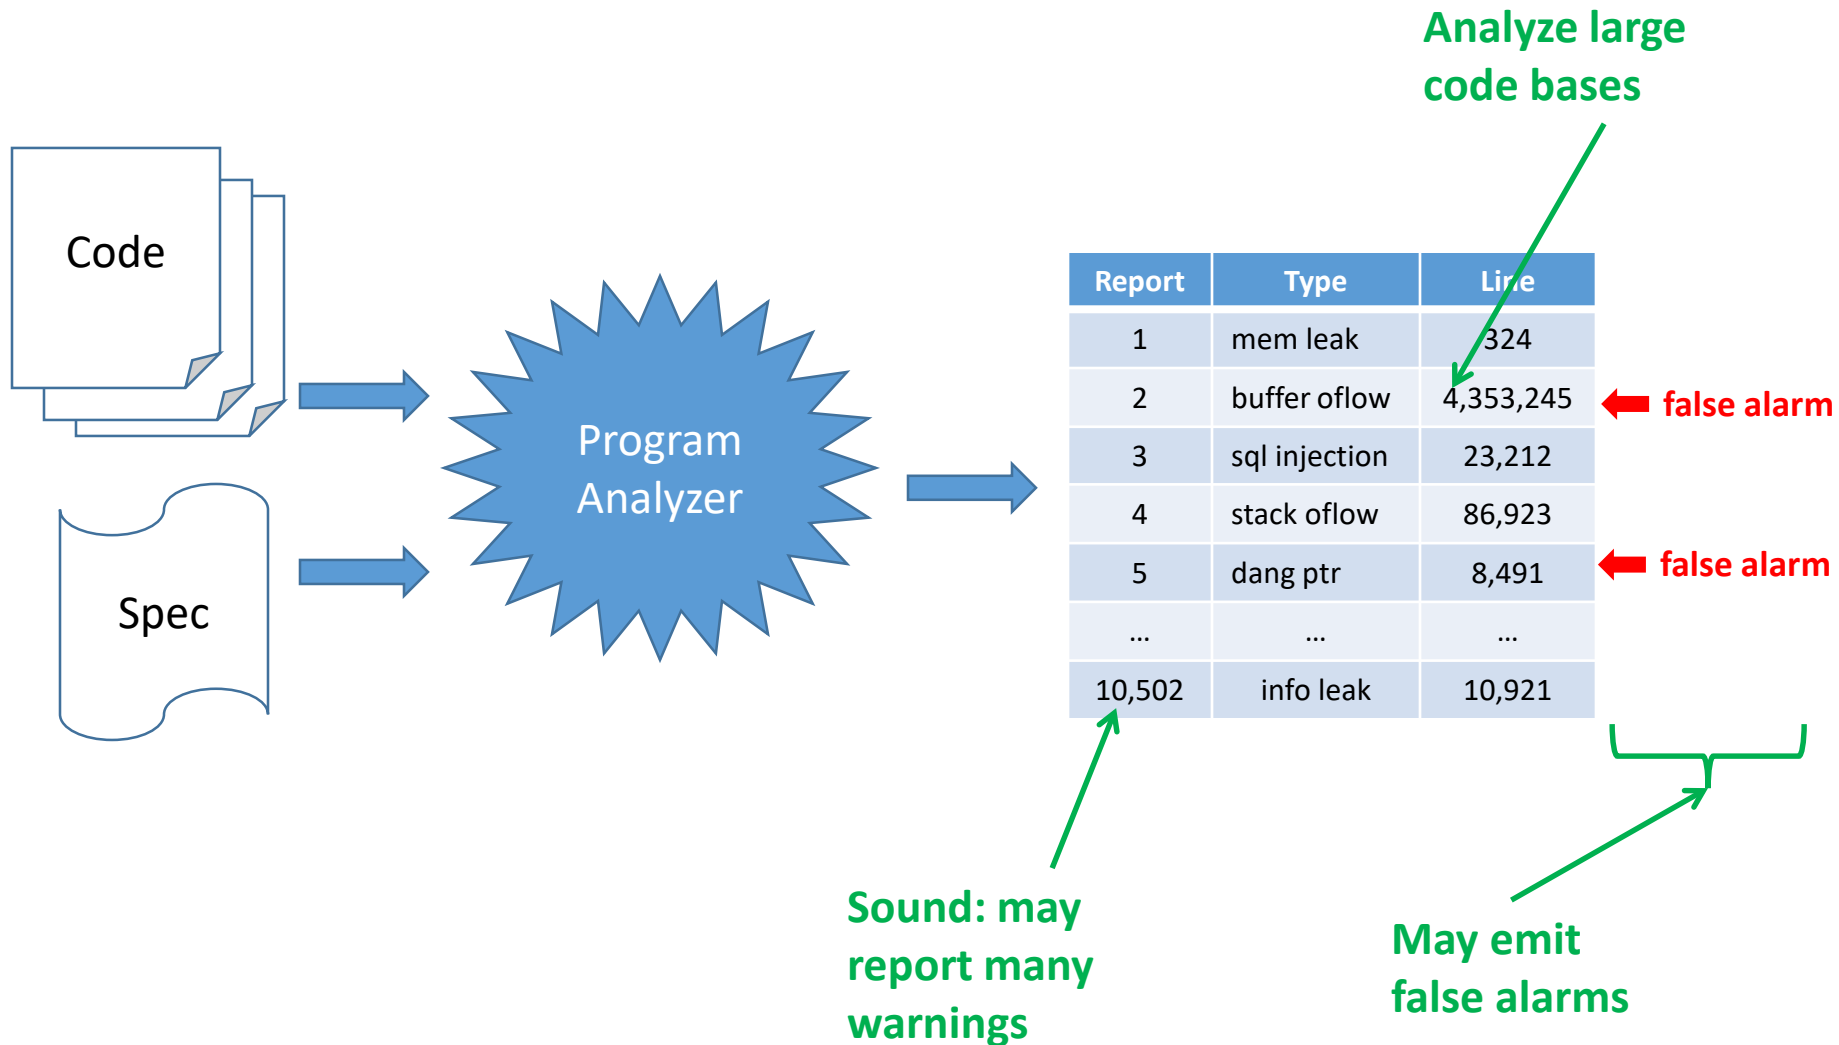 Analyze large
code bases
Code
Spec
Program
Analyzer
Report Type Line
1 mem leak 324
2 buffer oflow 4,353,245
false alarm
3 sql injection 23,212
4 stack oflow 86,923
5 dang ptr 8,491
false alarm
... ... ...
10,502 info leak 10,921
Sound: may
report many
warnings
May emit
false alarms